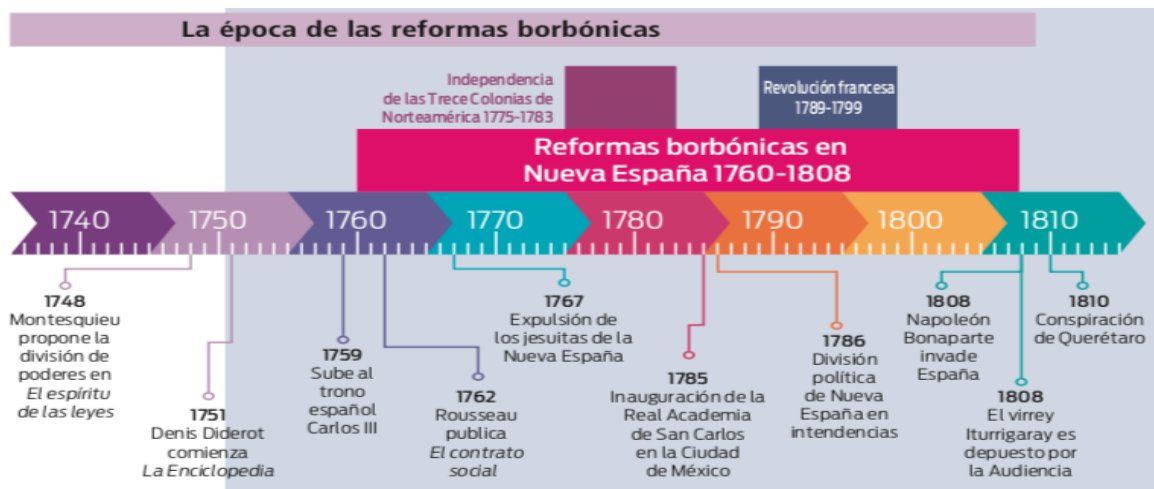 La época de las reformas borbónicas
Independencia
de las Trece Colonias de
Norteamérica 1775-1783
Revolución francesa
1789-1799
Reformas borbónicas en
Nueva España 1760-1808
1740
1750
1760
1770
1780
1790
1800
1810
1748
Montesquieu
propone la
división de
poderes en
El espíritu
de las leyes
1751
Denis Diderot
comienza
La Enciclopedia
1759
Sube al
trono
español
Carlos III
1762
Rousseau
publica
El contrato
social
1767
Expulsión de
los jesuitas de la
Nueva España
1785
Inauguración de la
Real Academia
de San Carlos
en la Ciudad
de México
1786
División
política
de Nueva
España en
intendencias
1808
Napoleón
Bonaparte
invade
España
1808
El virrey
Iturrigaray es
depuesto por
la Audiencia
1810
Conspiración
de Querétaro